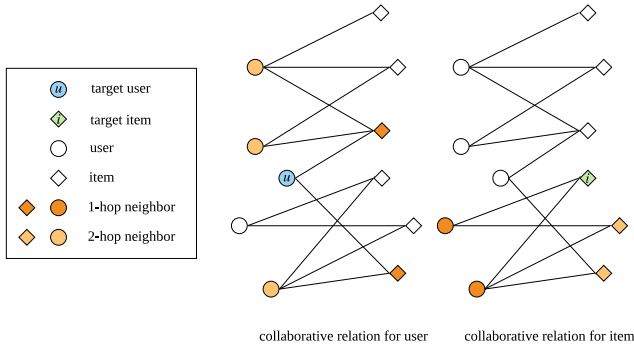 u target user
i target item
user
item
1-hop neighbor
2-hop neighbor
u
i
collaborative relation for user
collaborative relation for item